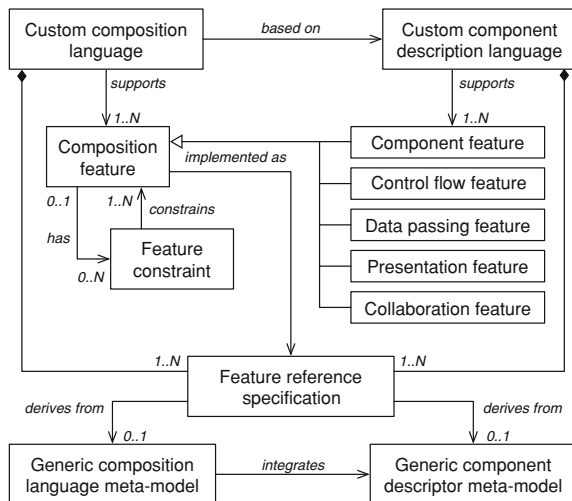 Custom composition
language
based on
Custom component
description language
supports
supports
1..N
1..N
Composition
feature
implemented as
Component feature
Control flow feature
Data passing feature
Presentation feature
Collaboration feature
0..1
1..N
constrains
has
0..N
Feature
constraint
1..N
1..N
Feature reference
specification
derives from
derives from
0..1
0..1
Generic composition
language meta-model
integrates
Generic component
descriptor meta-model